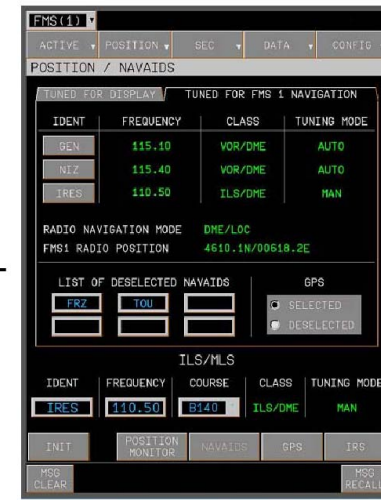 FMS(1)
ACTIVE POSITION SEC DATA CONFIG
POSITION / NAVAIDS
TUNED FOR DISPLAY TUNED FOR FMS 1 NAVIGATION
IDENT FREQUENCY CLASS TUNING MODE
GEN 115.10 VOR/DME AUTO
NIZ 115.40 VOR/DME AUTO
IRES 110.50 ILS/DME MAN
RADIO NAVIGATION MODE DME/LOC
FMS1 RADIO POSITION 4610.1N/00618.2E
LIST OF DESELECTED NAVAIDS GPS
FRZ TOU SELECTED
DESELECTED
ILS/MLS
IDENT FREQUENCY COURSE CLASS TUNING MODE
IRES 110.50 B140 ILS/DME MAN
INIT POSITION MONITOR NAVAIDS GPS IRS
MSG CLEAR MSG RECALL